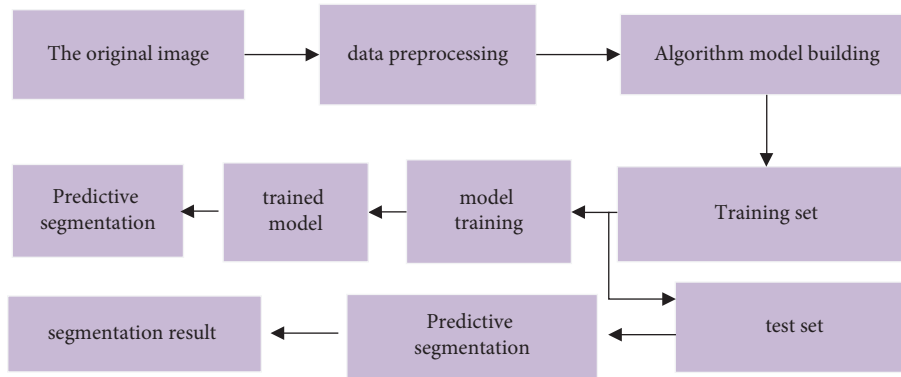 The original image
data preprocessing
Algorithm model building
Predictive
segmentation
trained
model
model
training
Training set
segmentation result
Predictive
segmentation
test set